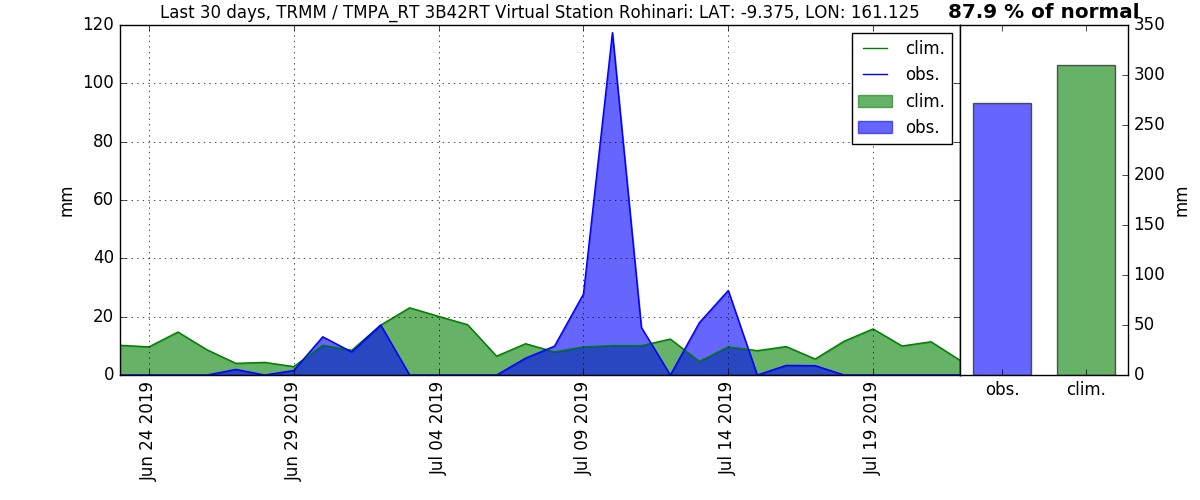 Last 30 days, TRMM / TMPA_RT 3B42RT Virtual Station Rohinari: LAT: -9.375, LON: 161.125
87.9 % of normal
120
100
80
60
40
20
0
mm
clim.
obs.
clim.
obs.
Jun 24 2019
Jun 29 2019
Jul 04 2019
Jul 09 2019
Jul 14 2019
Jul 19 2019
350
300
250
200
150
100
50
0
mm
obs.
clim.